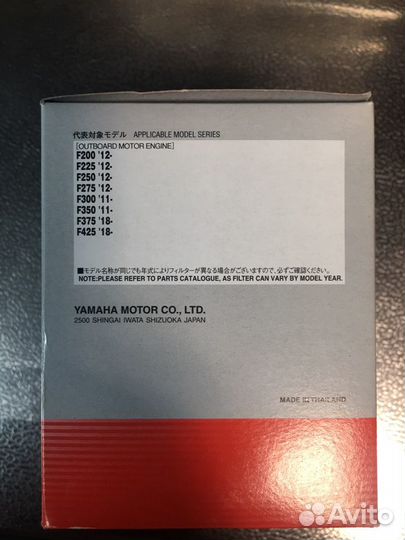 代表対象モデル APPLICABLE MODEL SERIES
[OUTBOARD MOTOR ENGINE]
F200 '12-
F225 '12-
F250 '12-
F275 '12-
F300 '11-
F350 '11-
F375 '18-
F425 '18-
■モデル名称が同じでも年式によりフィルターが異なる場合がございますので、必ずご確認ください。
NOTE:PLEASE REFER TO PARTS CATALOGUE, AS FILTER CAN VARY BY MODEL YEAR.
YAMAHA MOTOR CO., LTD.
2500 SHINGAI IWATA SHIZUOKA JAPAN
MADE IN THAILAND
Avito